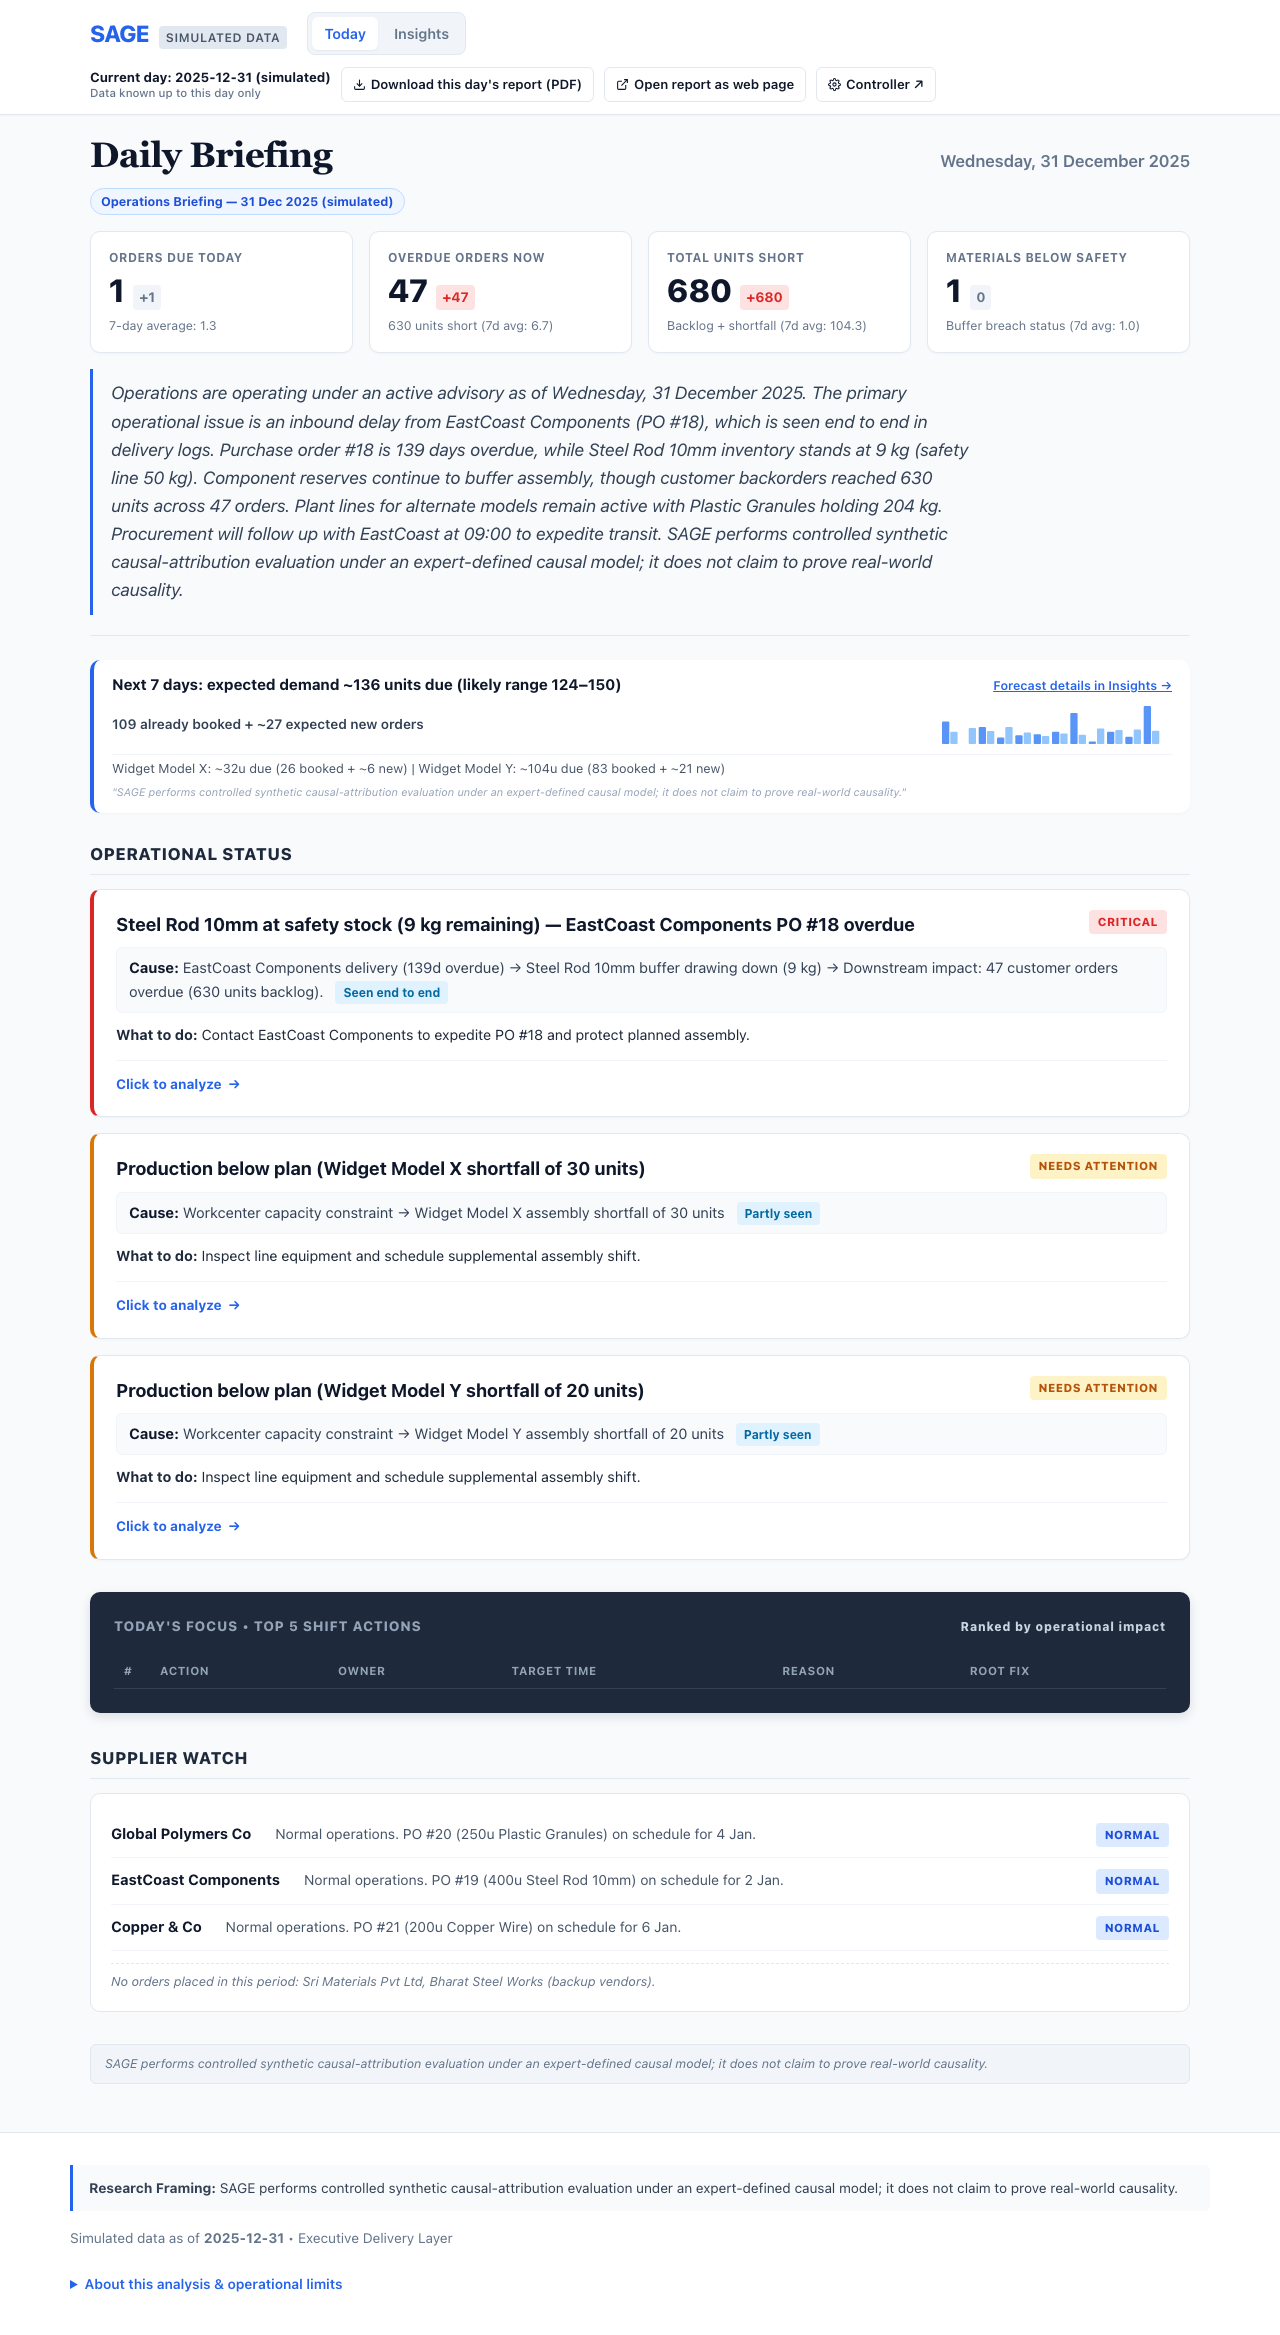 SAGE SIMULATED DATA Today Insights
Current day: 2025-12-31 (simulated)
Data known up to this day only
Download this day's report (PDF) Open report as web page Controller ↗
Daily Briefing
Wednesday, 31 December 2025
Operations Briefing — 31 Dec 2025 (simulated)
ORDERS DUE TODAY
1 +1
7-day average: 1.3
OVERDUE ORDERS NOW
47 +47
630 units short (7d avg: 6.7)
TOTAL UNITS SHORT
680 +680
Backlog + shortfall (7d avg: 104.3)
MATERIALS BELOW SAFETY
1 0
Buffer breach status (7d avg: 1.0)
Operations are operating under an active advisory as of Wednesday, 31 December 2025. The primary
operational issue is an inbound delay from EastCoast Components (PO #18), which is seen end to end in
delivery logs. Purchase order #18 is 139 days overdue, while Steel Rod 10mm inventory stands at 9 kg (safety
line 50 kg). Component reserves continue to buffer assembly, though customer backorders reached 630
units across 47 orders. Plant lines for alternate models remain active with Plastic Granules holding 204 kg.
Procurement will follow up with EastCoast at 09:00 to expedite transit. SAGE performs controlled synthetic
causal-attribution evaluation under an expert-defined causal model; it does not claim to prove real-world
causality.
Next 7 days: expected demand ~136 units due (likely range 124–150)
Forecast details in Insights →
109 already booked + ~27 expected new orders
Widget Model X: ~32u due (26 booked + ~6 new) | Widget Model Y: ~104u due (83 booked + ~21 new)
"SAGE performs controlled synthetic causal-attribution evaluation under an expert-defined causal model; it does not claim to prove real-world causality."
OPERATIONAL STATUS
Steel Rod 10mm at safety stock (9 kg remaining) — EastCoast Components PO #18 overdue
CRITICAL
Cause: EastCoast Components delivery (139d overdue) → Steel Rod 10mm buffer drawing down (9 kg) → Downstream impact: 47 customer orders
overdue (630 units backlog). Seen end to end
What to do: Contact EastCoast Components to expedite PO #18 and protect planned assembly.
Click to analyze →
Production below plan (Widget Model X shortfall of 30 units)
NEEDS ATTENTION
Cause: Workcenter capacity constraint → Widget Model X assembly shortfall of 30 units Partly seen
What to do: Inspect line equipment and schedule supplemental assembly shift.
Click to analyze →
Production below plan (Widget Model Y shortfall of 20 units)
NEEDS ATTENTION
Cause: Workcenter capacity constraint → Widget Model Y assembly shortfall of 20 units Partly seen
What to do: Inspect line equipment and schedule supplemental assembly shift.
Click to analyze →
TODAY'S FOCUS • TOP 5 SHIFT ACTIONS
Ranked by operational impact
# ACTION OWNER TARGET TIME REASON ROOT FIX
SUPPLIER WATCH
Global Polymers Co Normal operations. PO #20 (250u Plastic Granules) on schedule for 4 Jan. NORMAL
EastCoast Components Normal operations. PO #19 (400u Steel Rod 10mm) on schedule for 2 Jan. NORMAL
Copper & Co Normal operations. PO #21 (200u Copper Wire) on schedule for 6 Jan. NORMAL
No orders placed in this period: Sri Materials Pvt Ltd, Bharat Steel Works (backup vendors).
SAGE performs controlled synthetic causal-attribution evaluation under an expert-defined causal model; it does not claim to prove real-world causality.
Research Framing: SAGE performs controlled synthetic causal-attribution evaluation under an expert-defined causal model; it does not claim to prove real-world causality.
Simulated data as of 2025-12-31 • Executive Delivery Layer
▶ About this analysis & operational limits